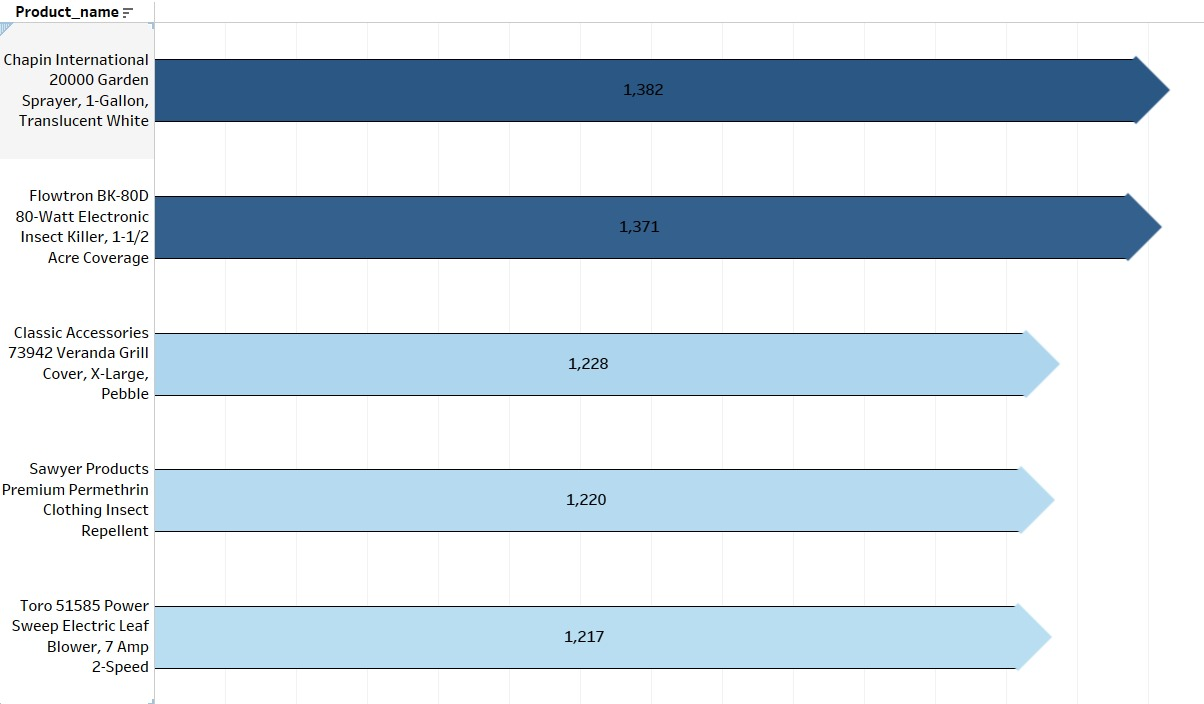 Product_name
Chapin International
20000 Garden
Sprayer, 1-Gallon,
Translucent White
1,382
Flowtron BK-80D
80-Watt Electronic
Insect Killer, 1-1/2
Acre Coverage
1,371
Classic Accessories
73942 Veranda Grill
Cover, X-Large,
Pebble
1,228
Sawyer Products
Premium Permethrin
Clothing Insect
Repellent
1,220
Toro 51585 Power
Sweep Electric Leaf
Blower, 7 Amp
2-Speed
1,217